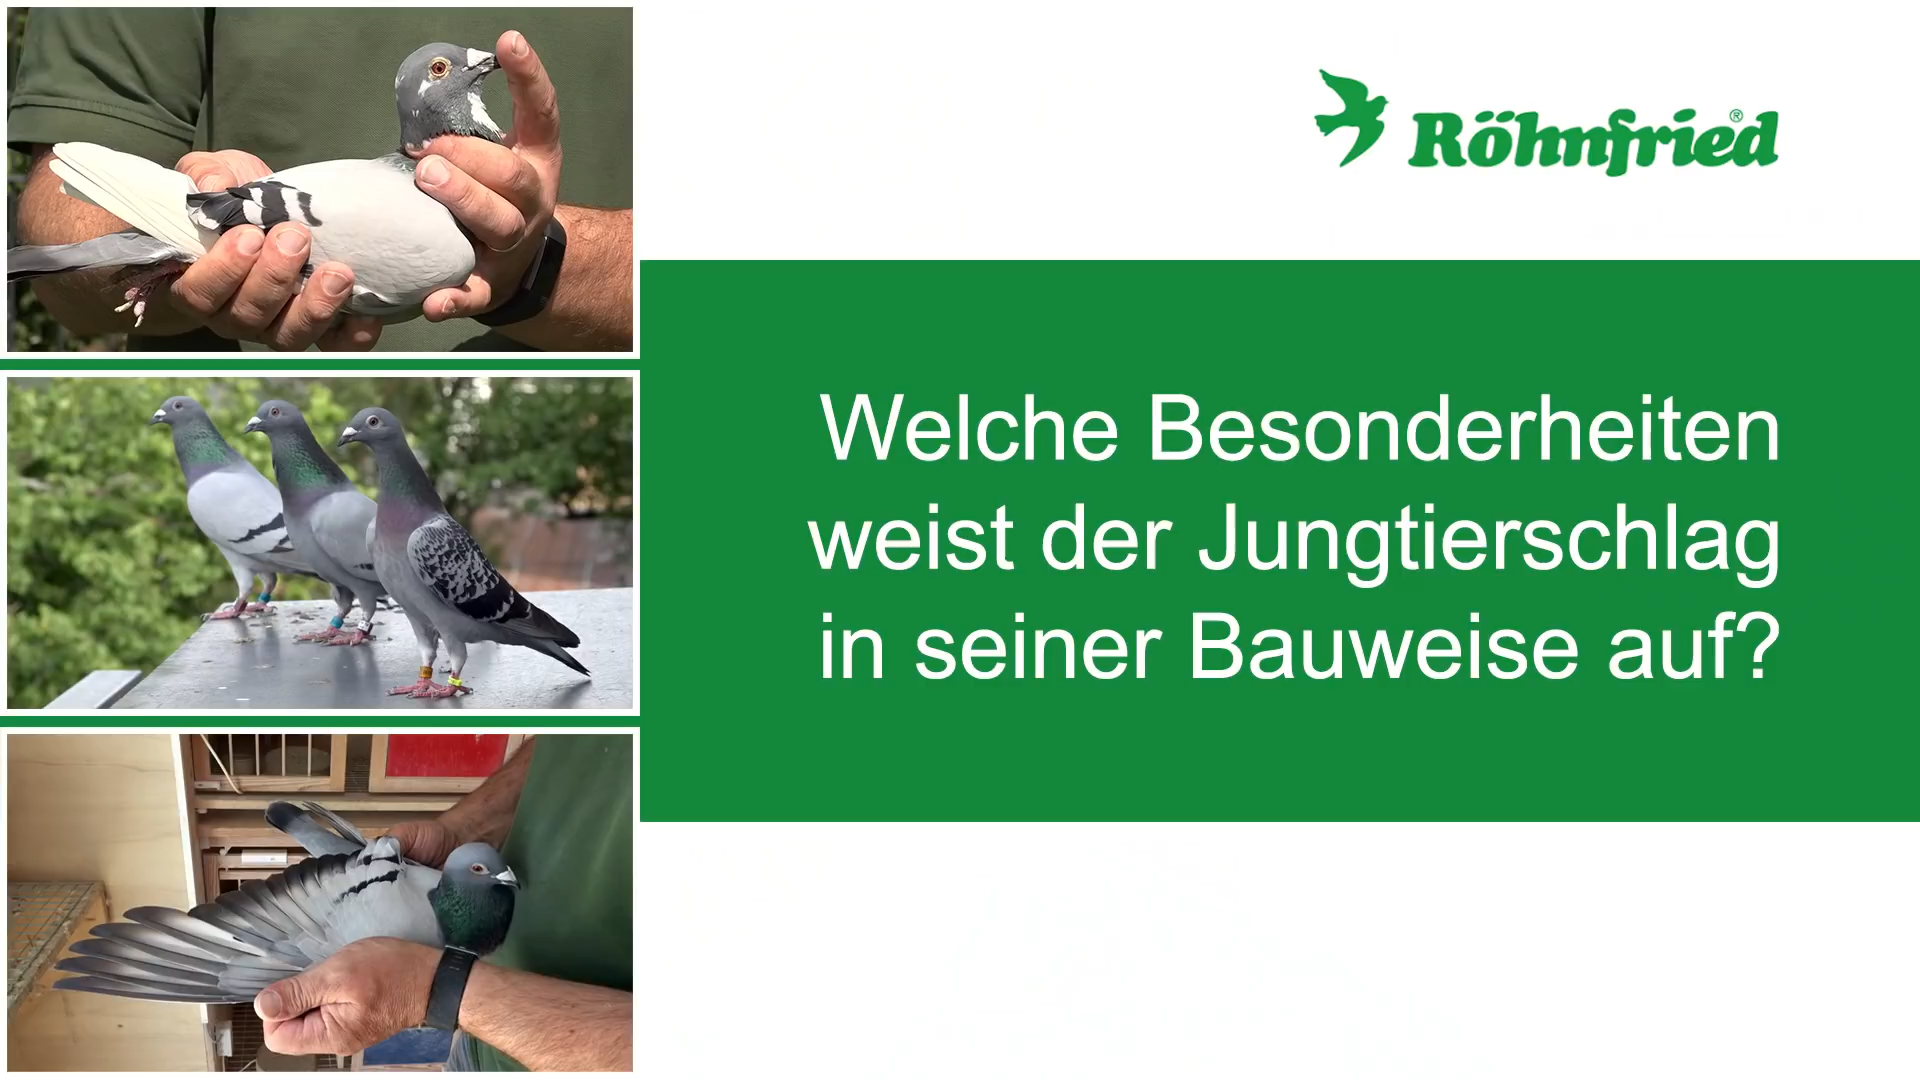 Röhnfried®
Welche Besonderheiten
weist der Jungtierschlag
in seiner Bauweise auf?